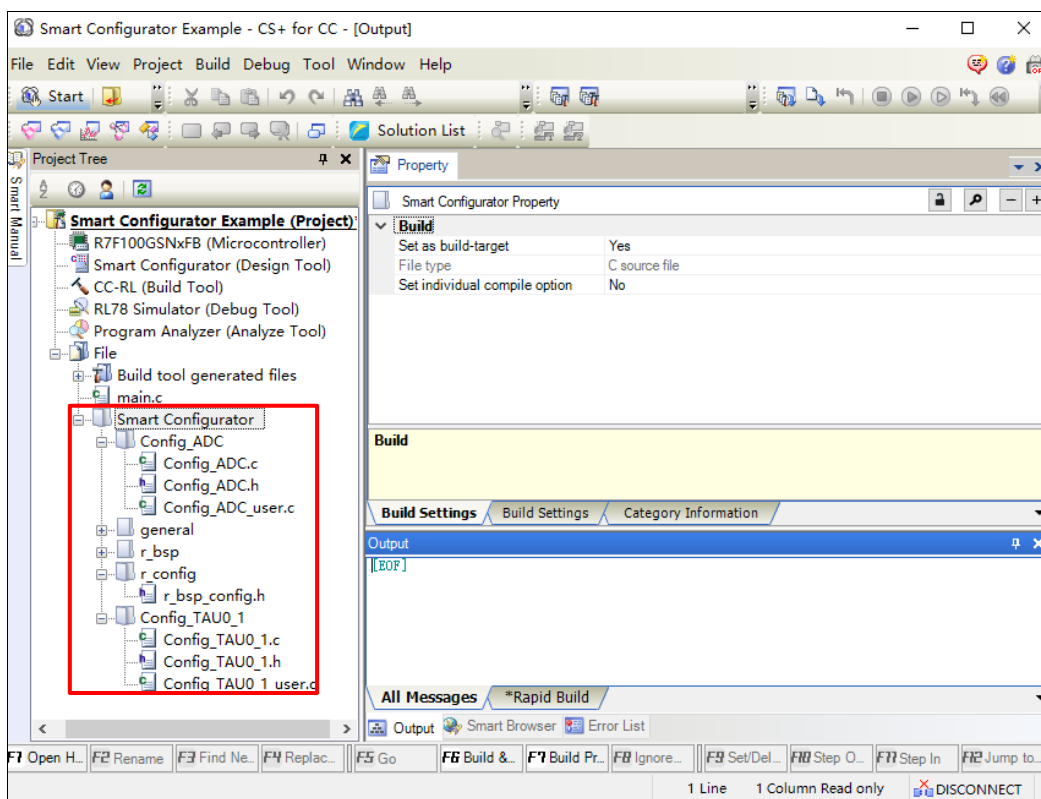 Smart Configurator Example - CS+ for CC - [Output]
File Edit View Project Build Debug Tool Window Help
Start
Solution List
Smart Manual
Project Tree
Smart Configurator Example (Project)
R7F100GSNxFB (Microcontroller)
Smart Configurator (Design Tool)
CC-RL (Build Tool)
RL78 Simulator (Debug Tool)
Program Analyzer (Analyze Tool)
File
Build tool generated files
main.c
Smart Configurator
Config_ADC
Config_ADC.c
Config_ADC.h
Config_ADC_user.c
general
r_bsp
r_config
r_bsp_config.h
Config_TAU0_1
Config_TAU0_1.c
Config_TAU0_1.h
Config_TAU0_1_user.c
Property
Smart Configurator Property
Build
Set as build-target Yes
File type C source file
Set individual compile option No
Build
Build Settings Build Settings Category Information
Output
[EOF]
All Messages *Rapid Build
Output Smart Browser Error List
F1 Open H... F2 Rename F3 Find Ne... F4 Replac... F5 Go F6 Build &... F7 Build Pr... F8 Ignore... F9 Set/Del... F10 Step O... F11 Step In F12 Jump to...
1 Line 1 Column Read only DISCONNECT